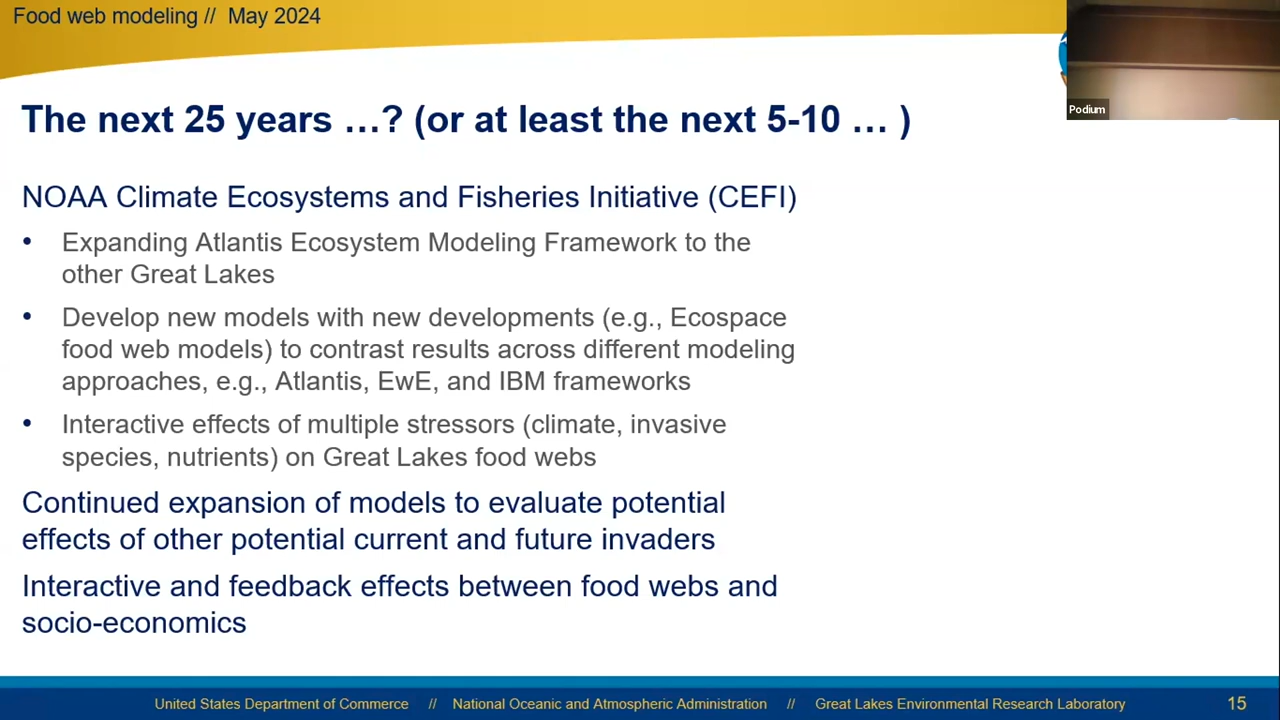 Food web modeling // May 2024
Podium
The next 25 years …? (or at least the next 5-10 … )
NOAA Climate Ecosystems and Fisheries Initiative (CEFI)
• Expanding Atlantis Ecosystem Modeling Framework to the
other Great Lakes
• Develop new models with new developments (e.g., Ecospace
food web models) to contrast results across different modeling
approaches, e.g., Atlantis, EwE, and IBM frameworks
• Interactive effects of multiple stressors (climate, invasive
species, nutrients) on Great Lakes food webs
Continued expansion of models to evaluate potential
effects of other potential current and future invaders
Interactive and feedback effects between food webs and
socio-economics
United States Department of Commerce // National Oceanic and Atmospheric Administration // Great Lakes Environmental Research Laboratory 15